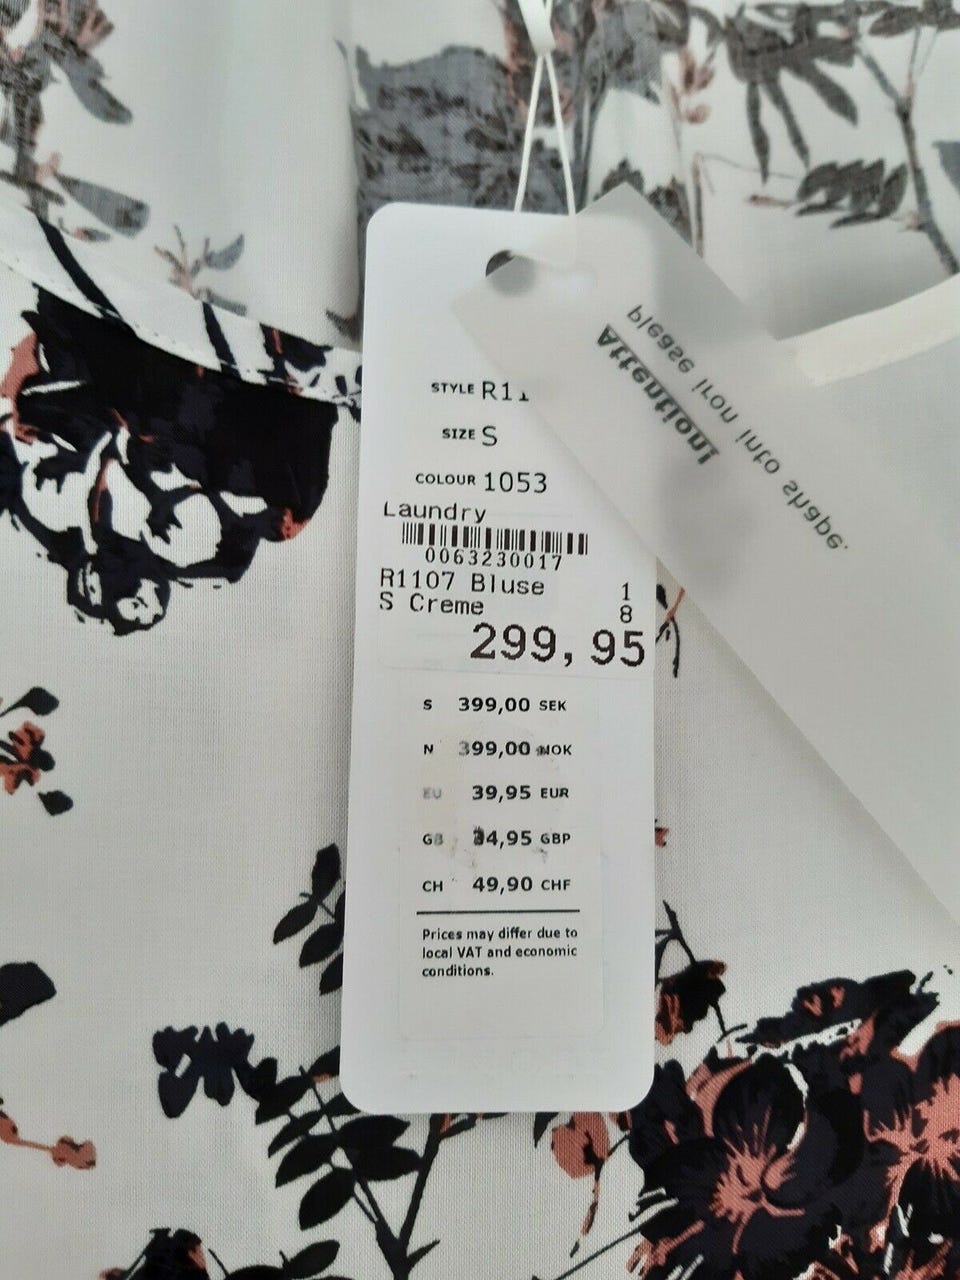 STYLE R11
SIZE S
COLOUR 1053
Laundry
0063230017
R1107 Bluse 1
S Creme 8
299,95
S 399,00 SEK
N 399,00 NOK
EU 39,95 EUR
GB 34,95 GBP
CH 49,90 CHF
Prices may differ due to
local VAT and economic
conditions.
Attention!
Please iron into shape.